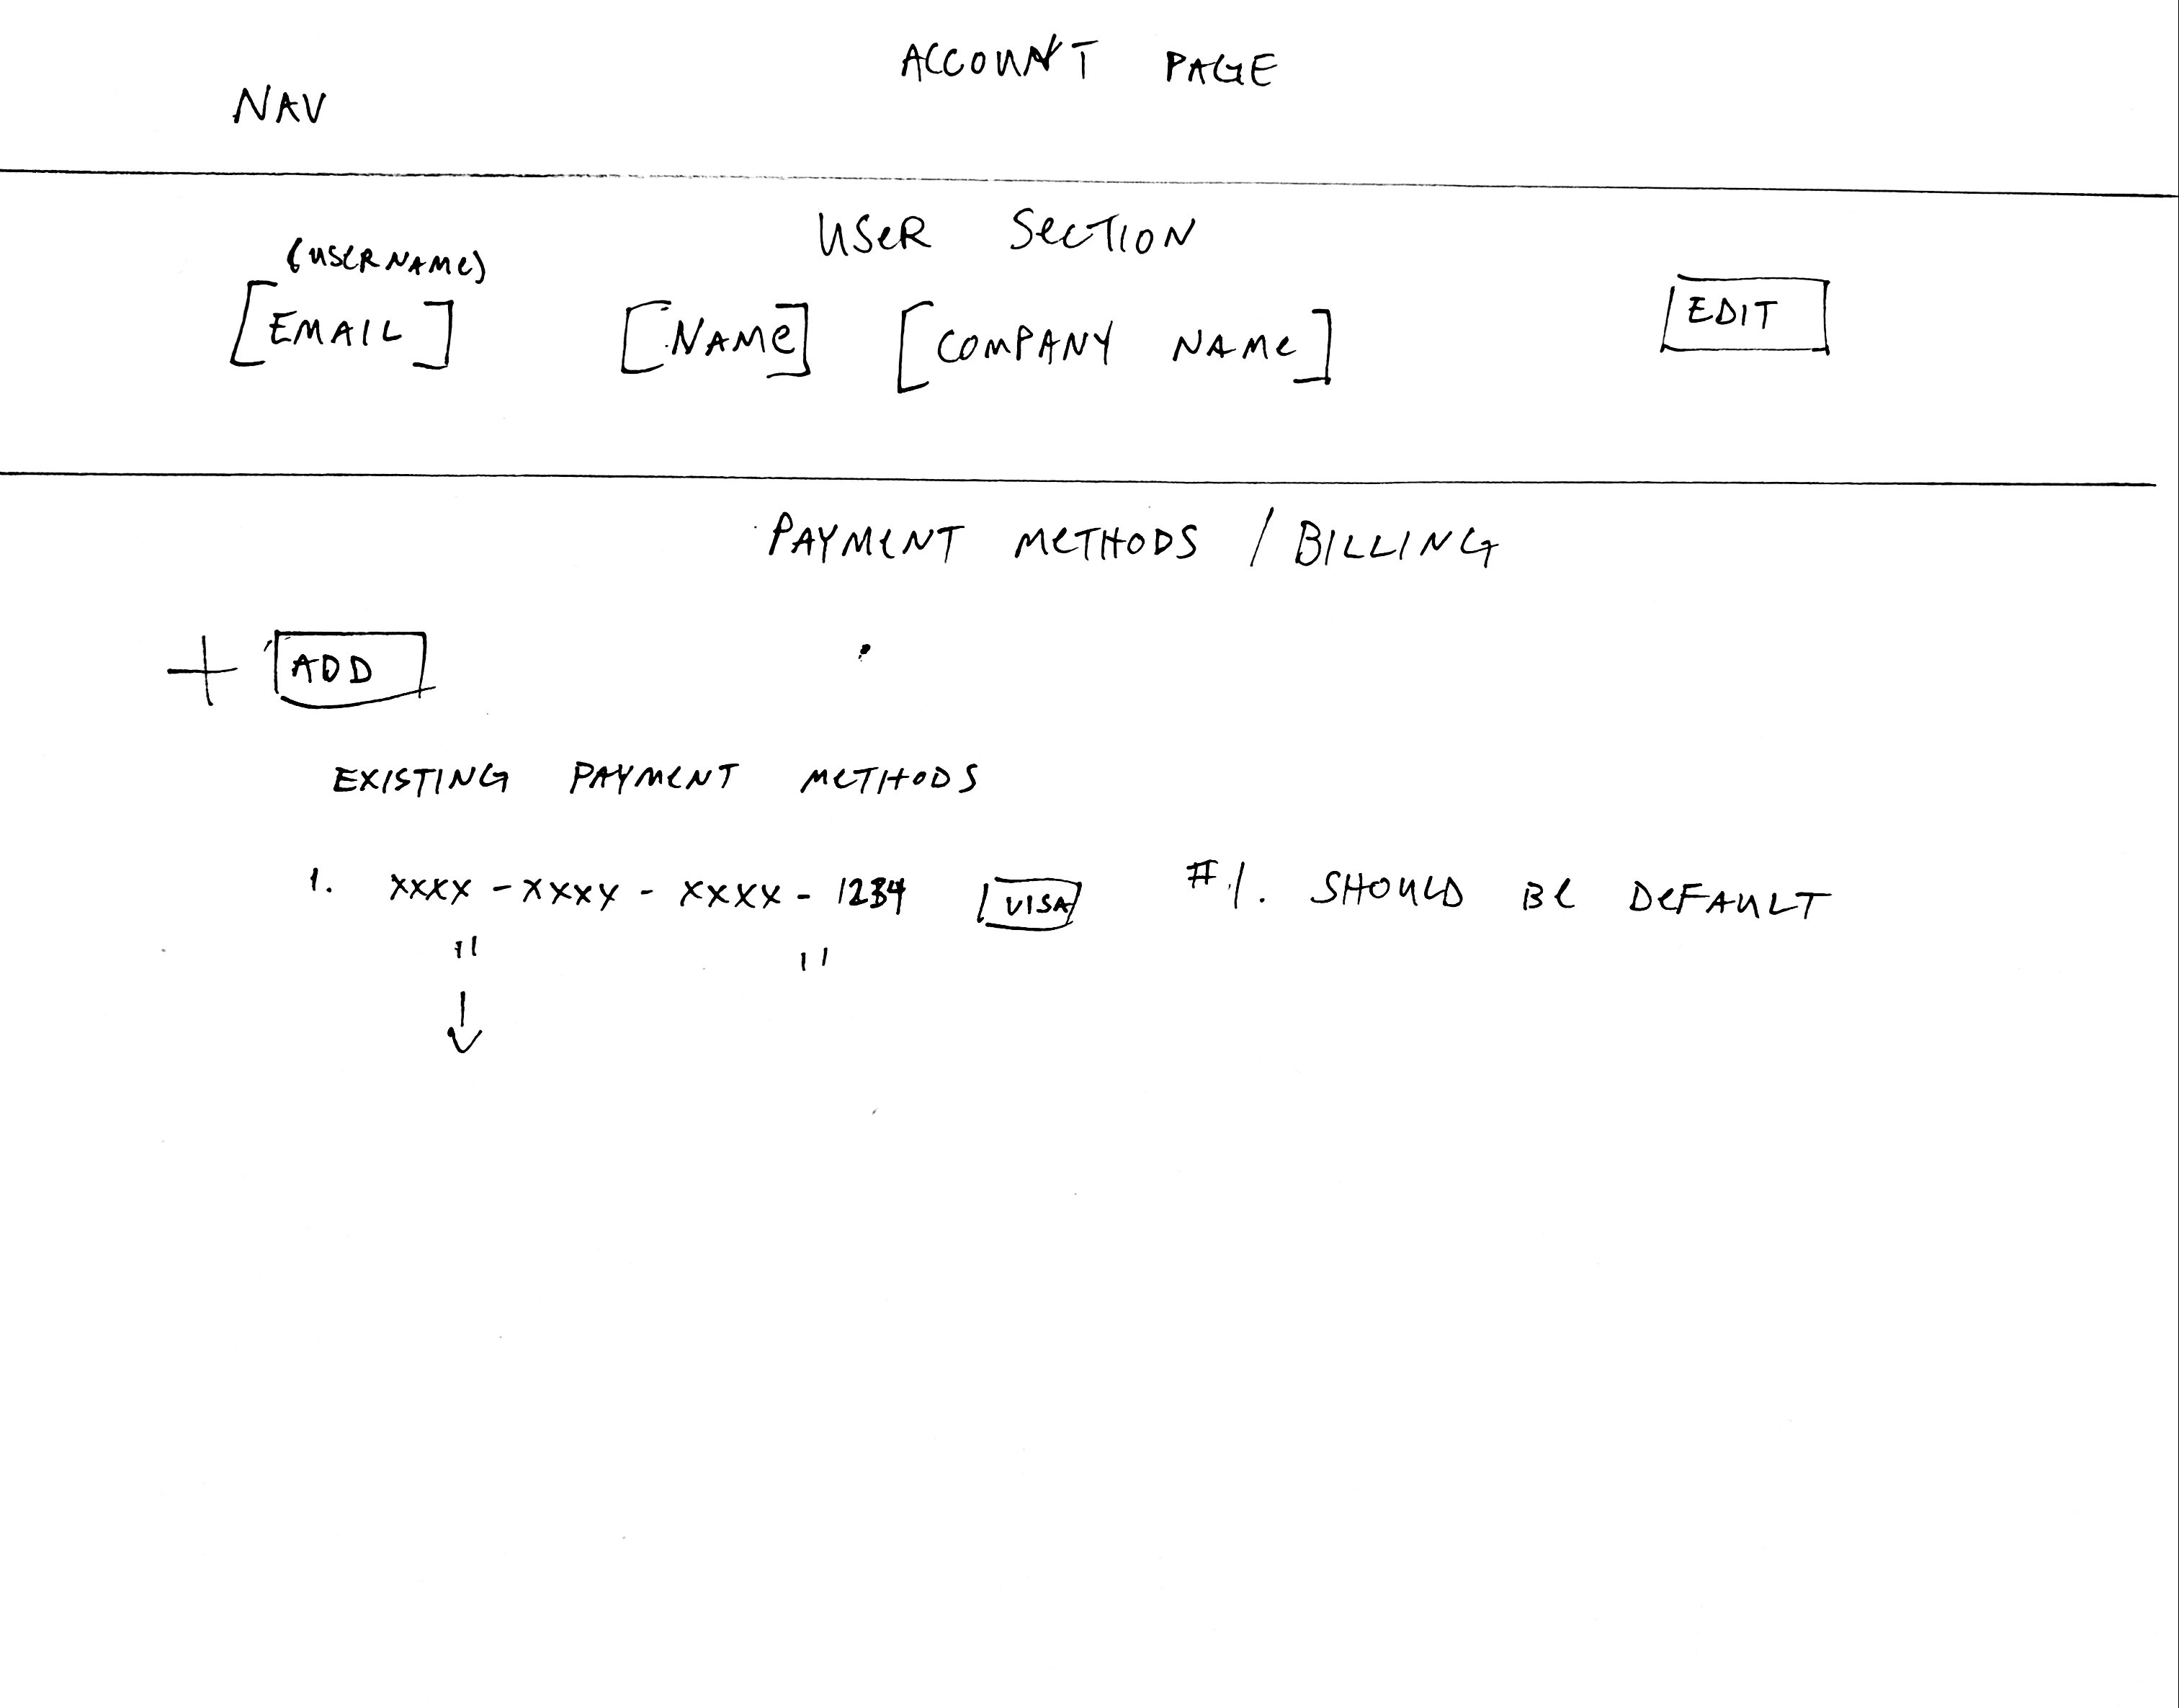 ACCOUNT PAGE
NAV
USER SECTION
(USERNAME)
[EMAIL] [NAME] [COMPANY NAME] EDIT
PAYMENT METHODS / BILLING
+ ADD
EXISTING PAYMENT METHODS
1. XXXX - XXXX - XXXX - 1234 VISA #1. SHOULD BE DEFAULT
" "
↓